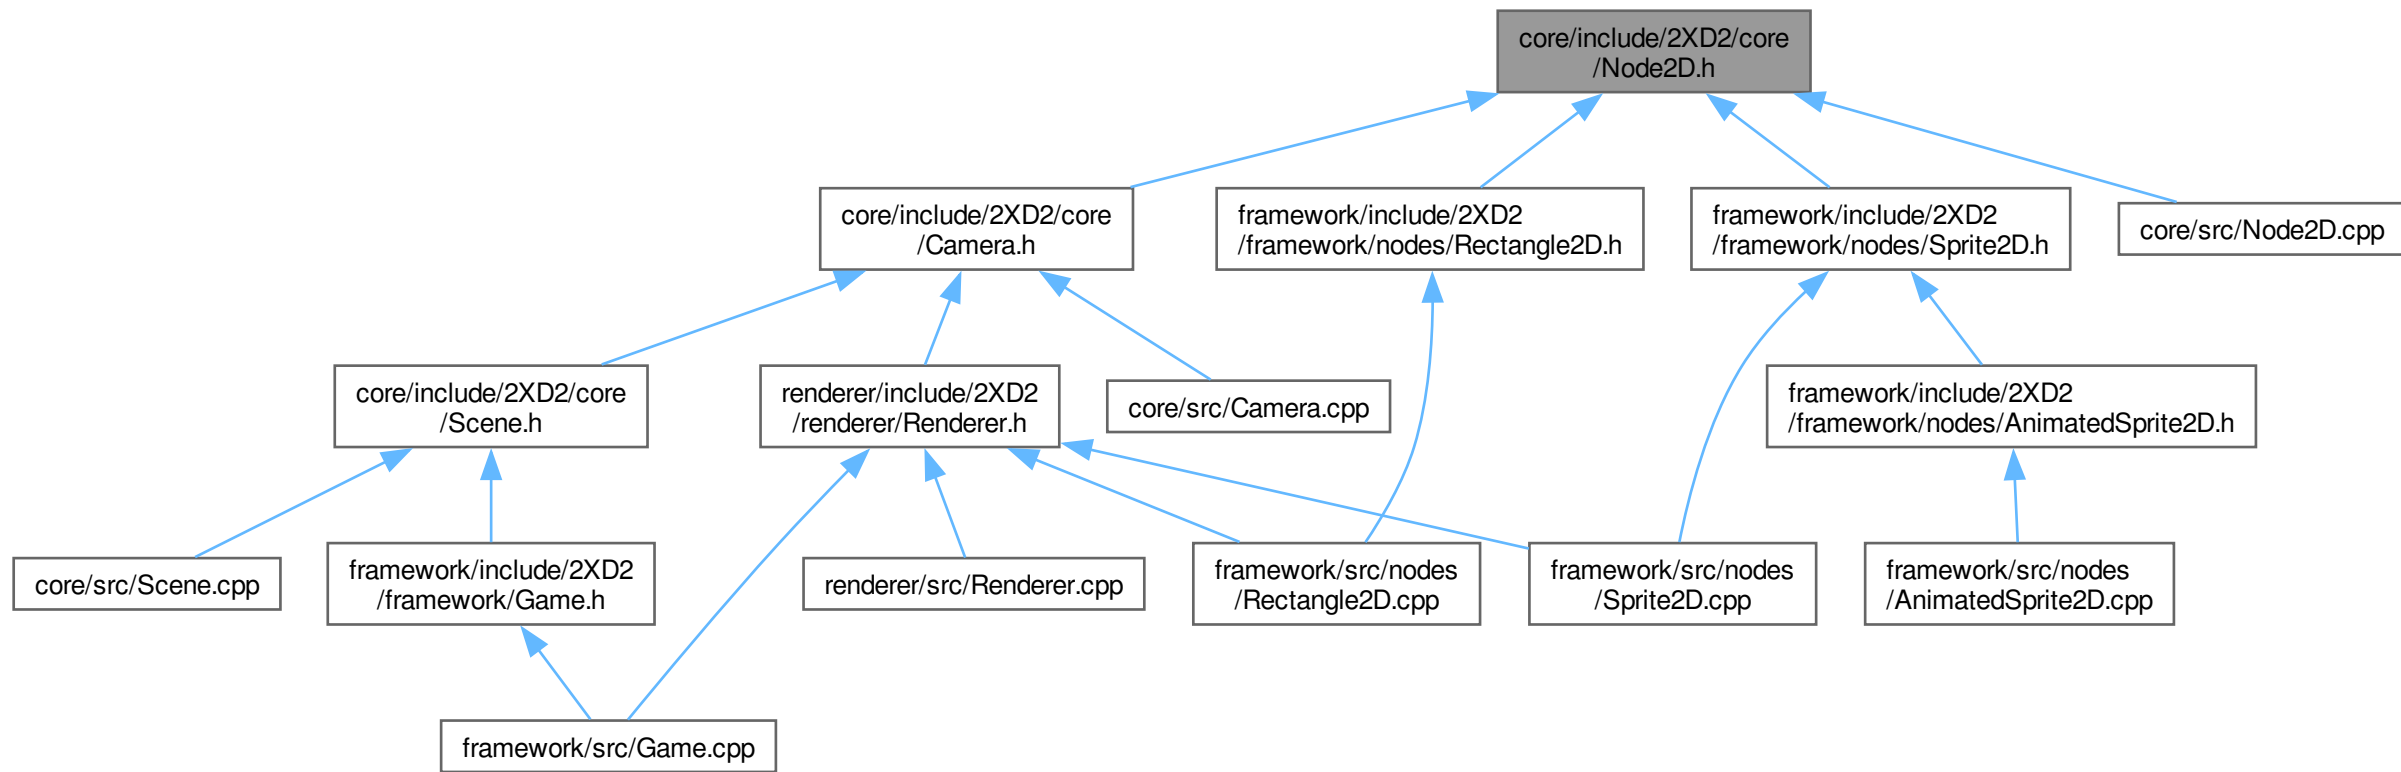 core/include/2XD2/core
/Node2D.h
core/include/2XD2/core
/Camera.h
framework/include/2XD2
/framework/nodes/Rectangle2D.h
framework/include/2XD2
/framework/nodes/Sprite2D.h
core/src/Node2D.cpp
core/include/2XD2/core
/Scene.h
renderer/include/2XD2
/renderer/Renderer.h
core/src/Camera.cpp
framework/include/2XD2
/framework/nodes/AnimatedSprite2D.h
core/src/Scene.cpp
framework/include/2XD2
/framework/Game.h
renderer/src/Renderer.cpp
framework/src/nodes
/Rectangle2D.cpp
framework/src/nodes
/Sprite2D.cpp
framework/src/nodes
/AnimatedSprite2D.cpp
framework/src/Game.cpp